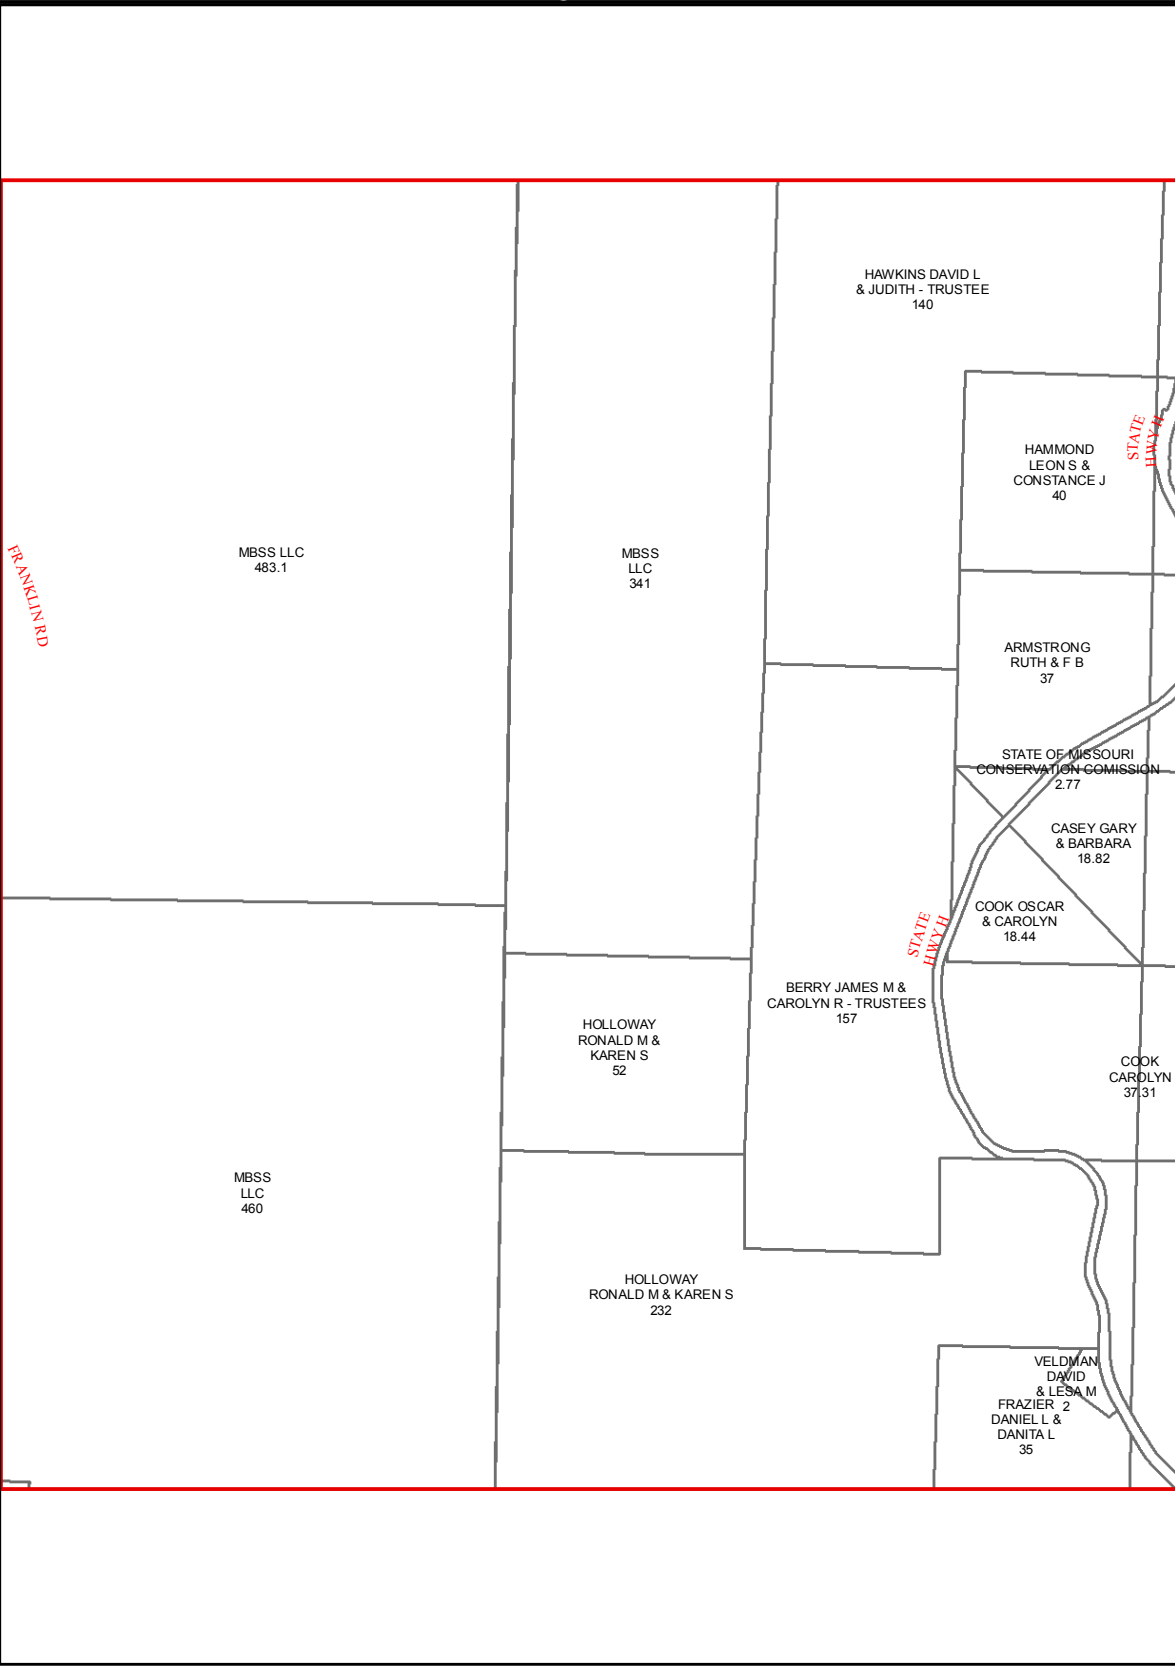 HAWKINS DAVID L
& JUDITH - TRUSTEE
140
HAMMOND
LEON S &
CONSTANCE J
40
STATE
HWY H
MBSS LLC
483.1
MBSS
LLC
341
FRANKLIN RD
ARMSTRONG
RUTH & F B
37
STATE OF MISSOURI
CONSERVATION COMISSION
2.77
CASEY GARY
& BARBARA
18.82
COOK OSCAR
& CAROLYN
18.44
STATE
HWY H
BERRY JAMES M &
CAROLYN R - TRUSTEES
157
HOLLOWAY
RONALD M &
KAREN S
52
COOK
CAROLYN
37.31
MBSS
LLC
460
HOLLOWAY
RONALD M & KAREN S
232
VELDMAN
DAVID
& LESA M
2
FRAZIER
DANIEL L &
DANITA L
35